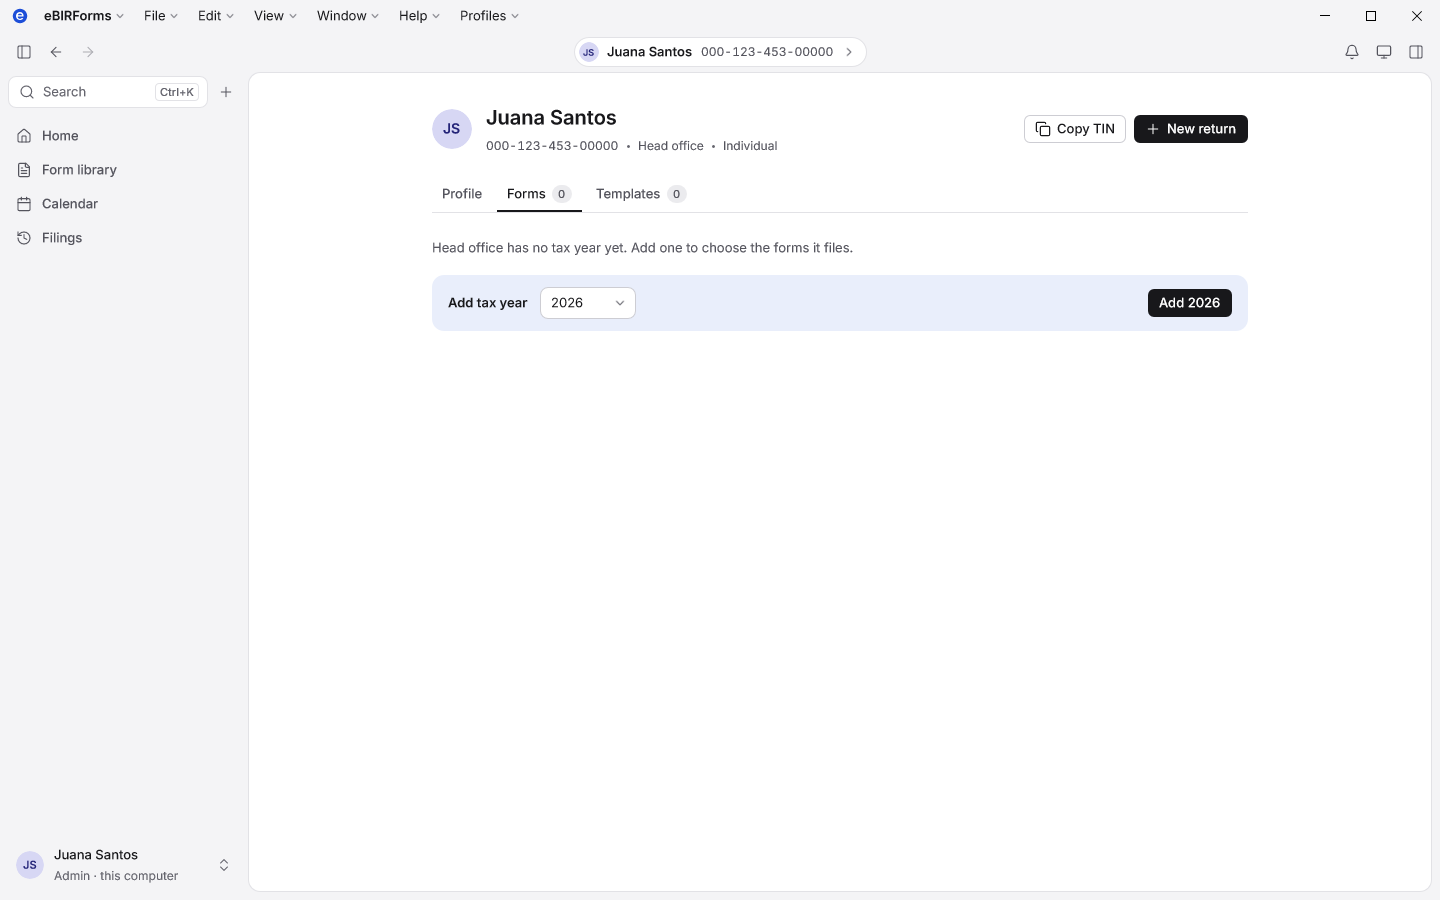 eBIRForms File Edit View Window Help Profiles
JS Juana Santos 000-123-453-00000
Search Ctrl+K
Home
Form library
Calendar
Filings
JS Juana Santos
000-123-453-00000 • Head office • Individual
Copy TIN
New return
Profile Forms 0 Templates 0
Head office has no tax year yet. Add one to choose the forms it files.
Add tax year 2026 Add 2026
JS Juana Santos
Admin · this computer